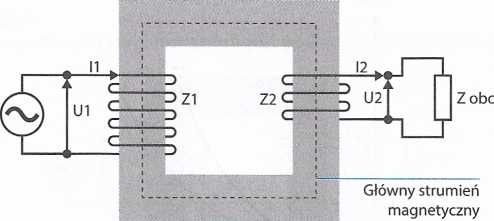 I1
U1
Z1
Z2
I2
U2
Z obc
Główny strumień
magnetyczny